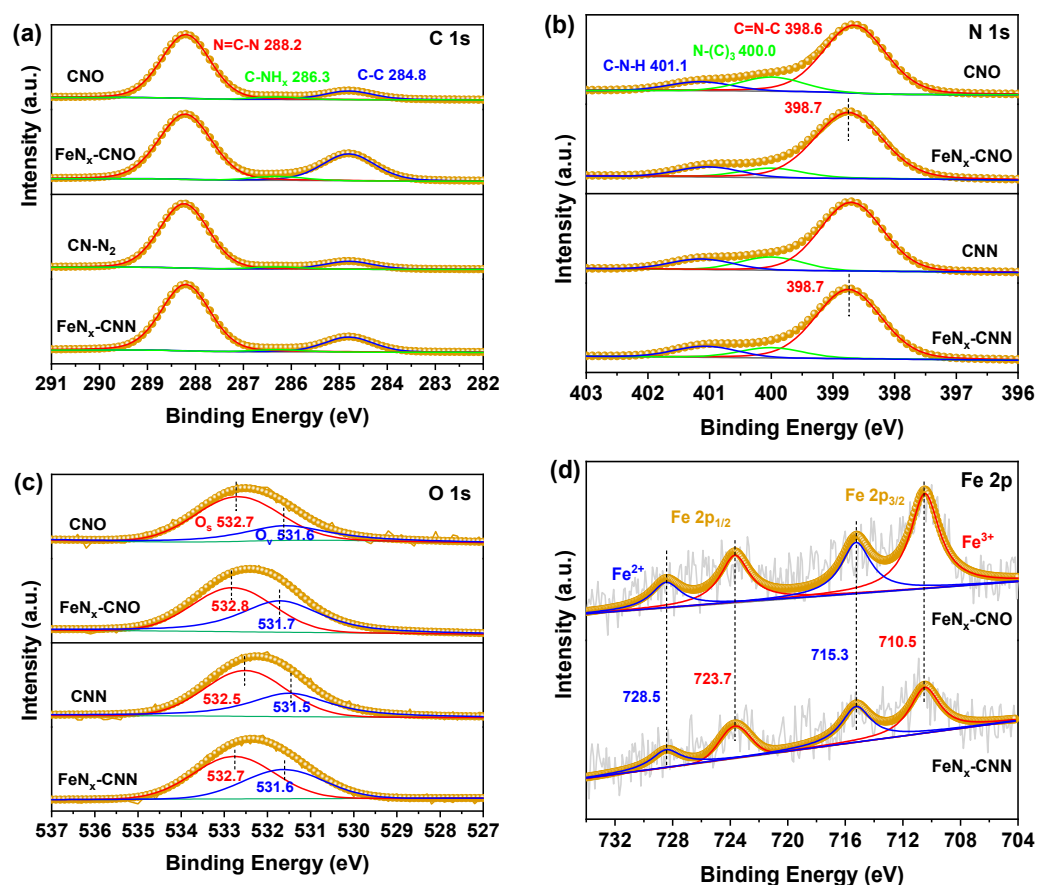 (a)
C 1s
N=C-N 288.2
C-NHₓ 286.3
C-C 284.8
CNO
FeNₓ-CNO
CN-N₂
FeNₓ-CNN
Intensity (a.u.)
291 290 289 288 287 286 285 284 283 282
Binding Energy (eV)
(b)
N 1s
C=N-C 398.6
N-(C)₃ 400.0
C-N-H 401.1
CNO
398.7
FeNₓ-CNO
CNN
398.7
FeNₓ-CNN
Intensity (a.u.)
403 402 401 400 399 398 397 396
Binding Energy (eV)
(c)
O 1s
CNO
Oₛ 532.7
Oᵥ 531.6
FeNₓ-CNO
532.8
531.7
CNN
532.5
531.5
FeNₓ-CNN
532.7
531.6
Intensity (a.u.)
537 536 535 534 533 532 531 530 529 528 527
Binding Energy (eV)
(d)
Fe 2p
Fe 2p₃/₂
Fe 2p₁/₂
Fe³⁺
Fe²⁺
FeNₓ-CNO
710.5
715.3
723.7
728.5
FeNₓ-CNN
Intensity (a.u.)
732 728 724 720 716 712 708 704
Binding Energy (eV)